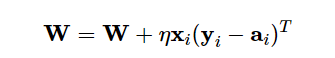 W = W + ηx_i(y_i − a_i)^T